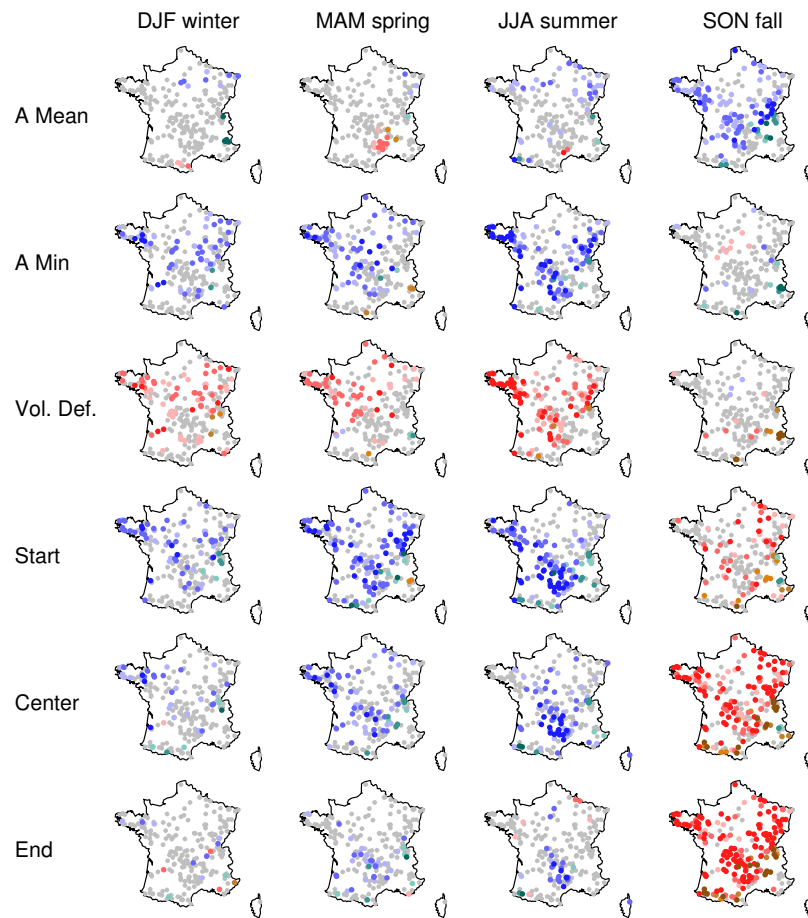 DJF winter MAM spring JJA summer SON fall
A Mean
A Min
Vol. Def.
Start
Center
End